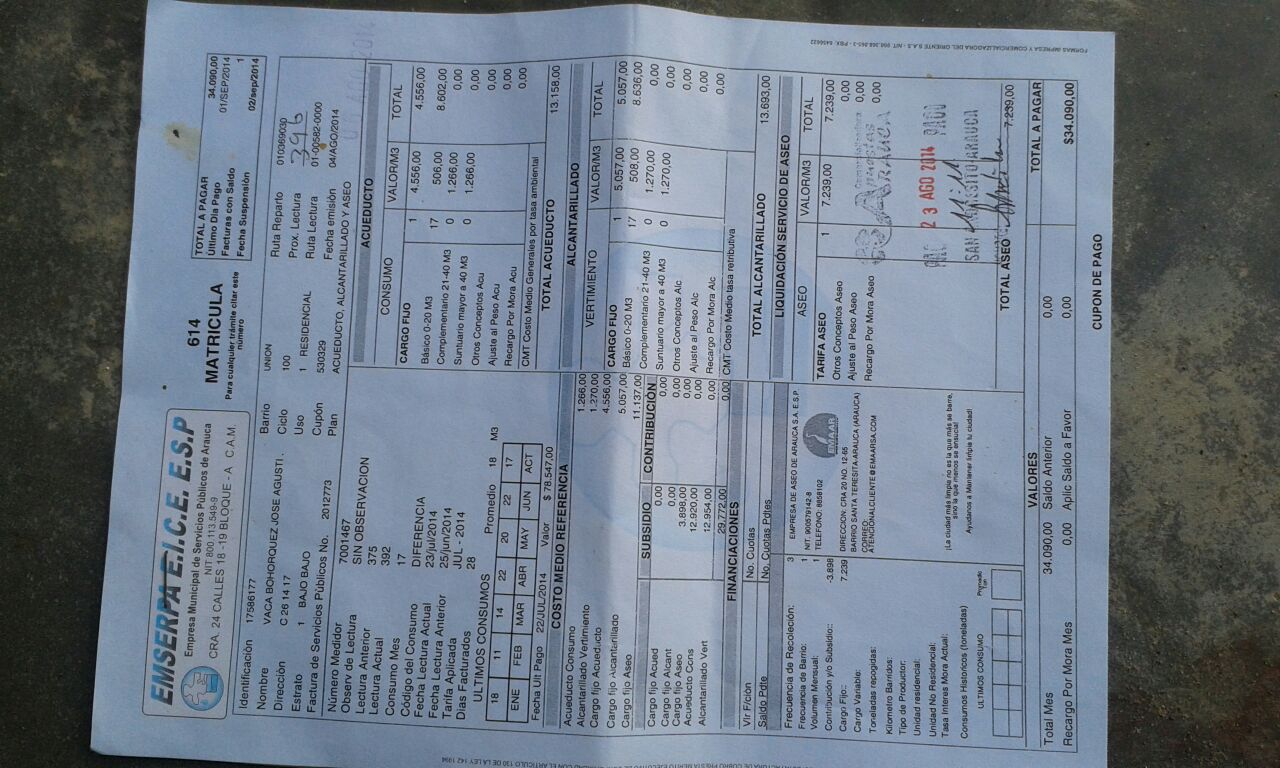 EMSERPA E.I.C.E. E.S.P
Empresa Municipal de Servicios Públicos de Arauca
NIT 800.113.549-9
CRA. 24 CALLES 18 -19 BLOQUE - A C.A.M.
614
MATRICULA
Para cualquier trámite citar este
número
TOTAL A PAGAR 34.090,00
Ultimo Día Pago 01/SEP/2014
Facturas con Saldo 1
Fecha Suspensión 02/sep/2014
Identificación 17586177
Nombre VACA BOHORQUEZ JOSE AGUSTI .
Dirección C 26 14 17
Estrato 1 BAJO BAJO
Factura de Servicios Públicos No. 2012773
Barrio UNION
Ciclo 100
Uso 1 RESIDENCIAL
Cupón 530329
Plan ACUEDUCTO, ALCANTARILLADO Y ASEO
Ruta Reparto 010369030
Prox. Lectura 396
Ruta Lectura 01-00582-0000
Fecha emisión 04/AGO/2014
Número Medidor 7001467
Observ de Lectura SIN OBSERVACION
Lectura Anterior 375
Lectura Actual 392
Consumo Mes 17
Código del Consumo DIFERENCIA
Fecha Lectura Actual 23/jul/2014
Fecha Lectura Anterior 25/jun/2014
Tarifa Aplicada JUL - 2014
Días Facturados 28
ULTIMOS CONSUMOS Promedio 18 M3
18 11 14 22 20 22 17
ENE FEB MAR ABR MAY JUN ACT
Fecha Ult Pago 22/JUL/2014 Valor $ 78.547,00
COSTO MEDIO REFERENCIA
Acueducto Consumo 1.266,00
Alcantarillado Vertimiento 1.270,00
Cargo fijo Acueducto 4.556,00
Cargo fijo Alcantarillado 5.057,00
Cargo fijo Aseo 11.137,00
SUBSIDIO CONTRIBUCIÓN
Cargo fijo Acued 0,00 0,00
Cargo fijo Alcant 0,00 0,00
Cargo fijo Aseo 3.898,00 0,00
Acueducto Ccns 12.920,00 0,00
Alcantarillado Vert 12.954,00 0,00
29.772,00 0,00
FINANCIACIONES
Vlr F/ción No. Cuotas
Saldo Pdte No. Cuotas Pdtes
Frecuencia de Recoleción: 3
Frecuencia de Barrio: 1
Volumen Mensual: 1
Contribución y/o Subsidio:: -3.898
Cargo Fijo:: 7.239
Cargo Variable:
Toneladas recogidas:
Kilometro Barridos:
Tipo de Productor:
Unidad residencial:
Unidad No Residencial:
Tasa Interes Mora Actual:
Consumos Historicos (toneladas)
ULTIMOS CONSUMO
EMPRESA DE ASEO DE ARAUCA S.A. E.S.P.
NIT. 900579142-8
TELEFONO: 8858102
EMAAR
DIRECCION: CRA 20 NO. 12-65
BARRIO SANTA TERESITA ARAUCA (ARAUCA)
CORREO:
ATENCIONALCLIENTE@EMAARSA.COM
¡La ciudad más limpia no es la que más se barre,
sino la que menos se ensucia!
Ayudanos a Mantener limpia tu ciudad!
ACUEDUCTO
CONSUMO VALOR/M3 TOTAL
CARGO FIJO 1 4.556,00 4.556,00
Básico 0-20 M3 17 506,00 8.602,00
Complementario 21-40 M3 0 1.266,00 0,00
Suntuario mayor a 40 M3 0 1.266,00 0,00
Otros Conceptos Acu 0,00
Ajuste al Peso Acu 0,00
Recargo Por Mora Acu 0,00
CMT Costo Medio Generales por tasa ambiental
TOTAL ACUEDUCTO 13.158,00
ALCANTARILLADO
VERTIMIENTO VALOR/M3 TOTAL
CARGO FIJO 1 5.057,00 5.057,00
Básico 0-20 M3 17 508,00 8.636,00
Complementario 21-40 M3 0 1.270,00 0,00
Suntuario mayor a 40 M3 0 1.270,00 0,00
Otros Conceptos Alc 0,00
Ajuste al Peso Alc 0,00
Recargo Por Mora Alc 0,00
CMT Costo Medio tasa retributiva
TOTAL ALCANTARILLADO 13.693,00
LIQUIDACIÓN SERVICIO DE ASEO
ASEO VALOR/M3 TOTAL
TARIFA ASEO 1 7.239,00 7.239,00
Otros Conceptos Aseo 0,00
Ajuste al Peso Aseo 0,00
Recargo Por Mora Aseo 0,00
ARAUCA
23 AGO 2014
SAN ARAUCA
TOTAL ASEO 7.239,00
VALORES
Total Mes 34.090,00 Saldo Anterior 0,00
Recargo Por Mora Mes 0,00 Aplic Saldo a Favor 0,00
TOTAL A PAGAR
$34.090,00
CUPON DE PAGO